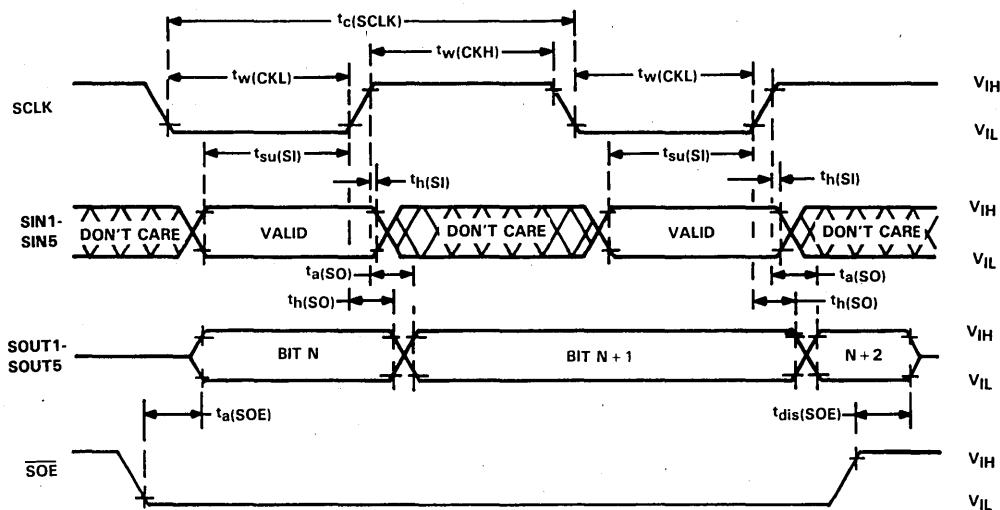 tc(SCLK)
tw(CKH)
tw(CKL)
tw(CKL)
SCLK
VIH
VIL
tsu(SI)
tsu(SI)
th(SI)
th(SI)
SIN1-
SIN5
DON'T CARE
VALID
DON'T CARE
VALID
DON'T CARE
VIH
VIL
ta(SO)
ta(SO)
th(SO)
th(SO)
SOUT1-
SOUT5
BIT N
BIT N + 1
N + 2
VIH
VIL
ta(SOE)
tdis(SOE)
SOE
VIH
VIL